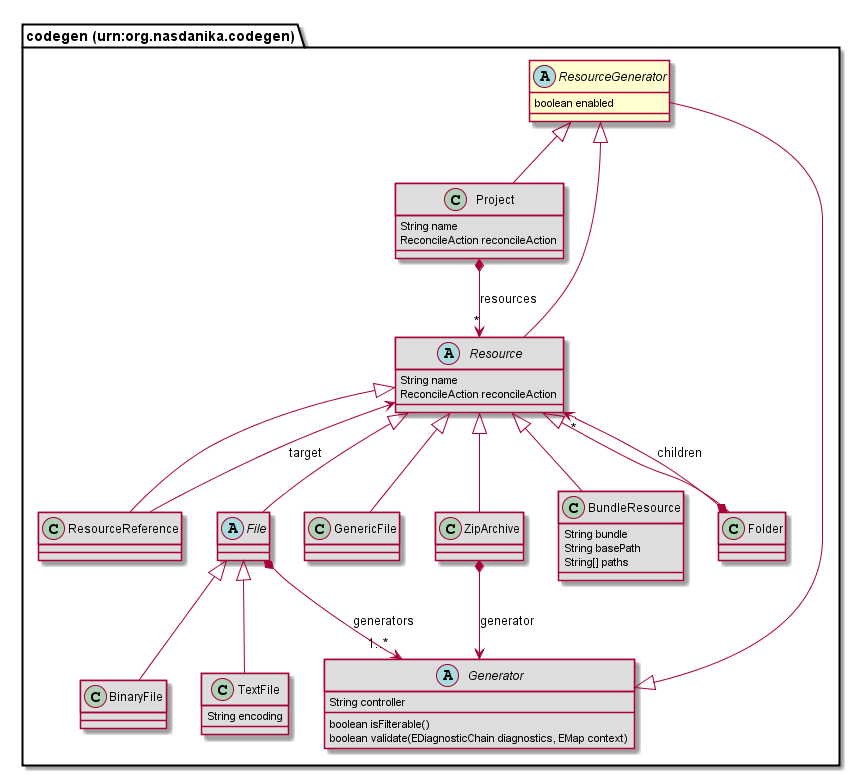 codegen (urn:org.nasdanika.codegen)
A ResourceGenerator
boolean enabled
C Project
String name
ReconcileAction reconcileAction
resources
*
A Resource
String name
ReconcileAction reconcileAction
*
target
children
C ResourceReference
A File
C GenericFile
C ZipArchive
C BundleResource
String bundle
String basePath
String[] paths
C Folder
generators
1..*
generator
C BinaryFile
C TextFile
String encoding
A Generator
String controller
boolean isFilterable()
boolean validate(EDiagnosticChain diagnostics, EMap context)